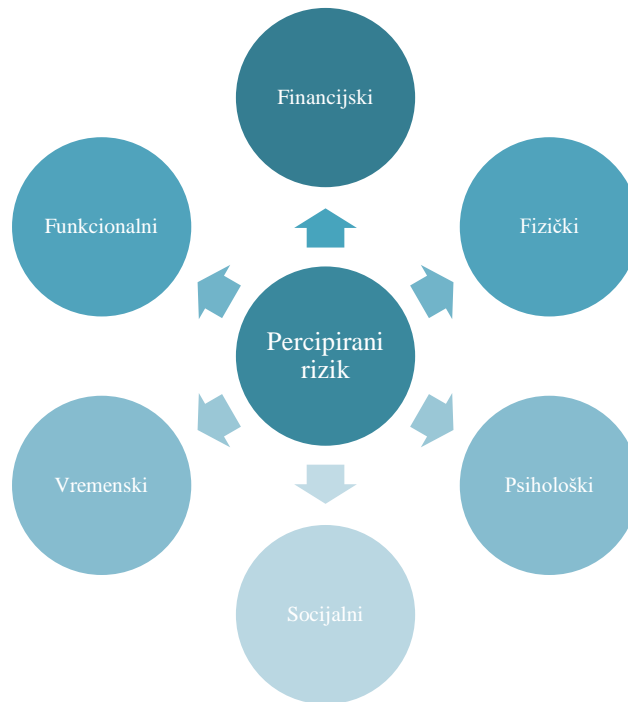 Financijski
Funkcionalni
Fizički
Percipirani
rizik
Vremenski
Psihološki
Socijalni